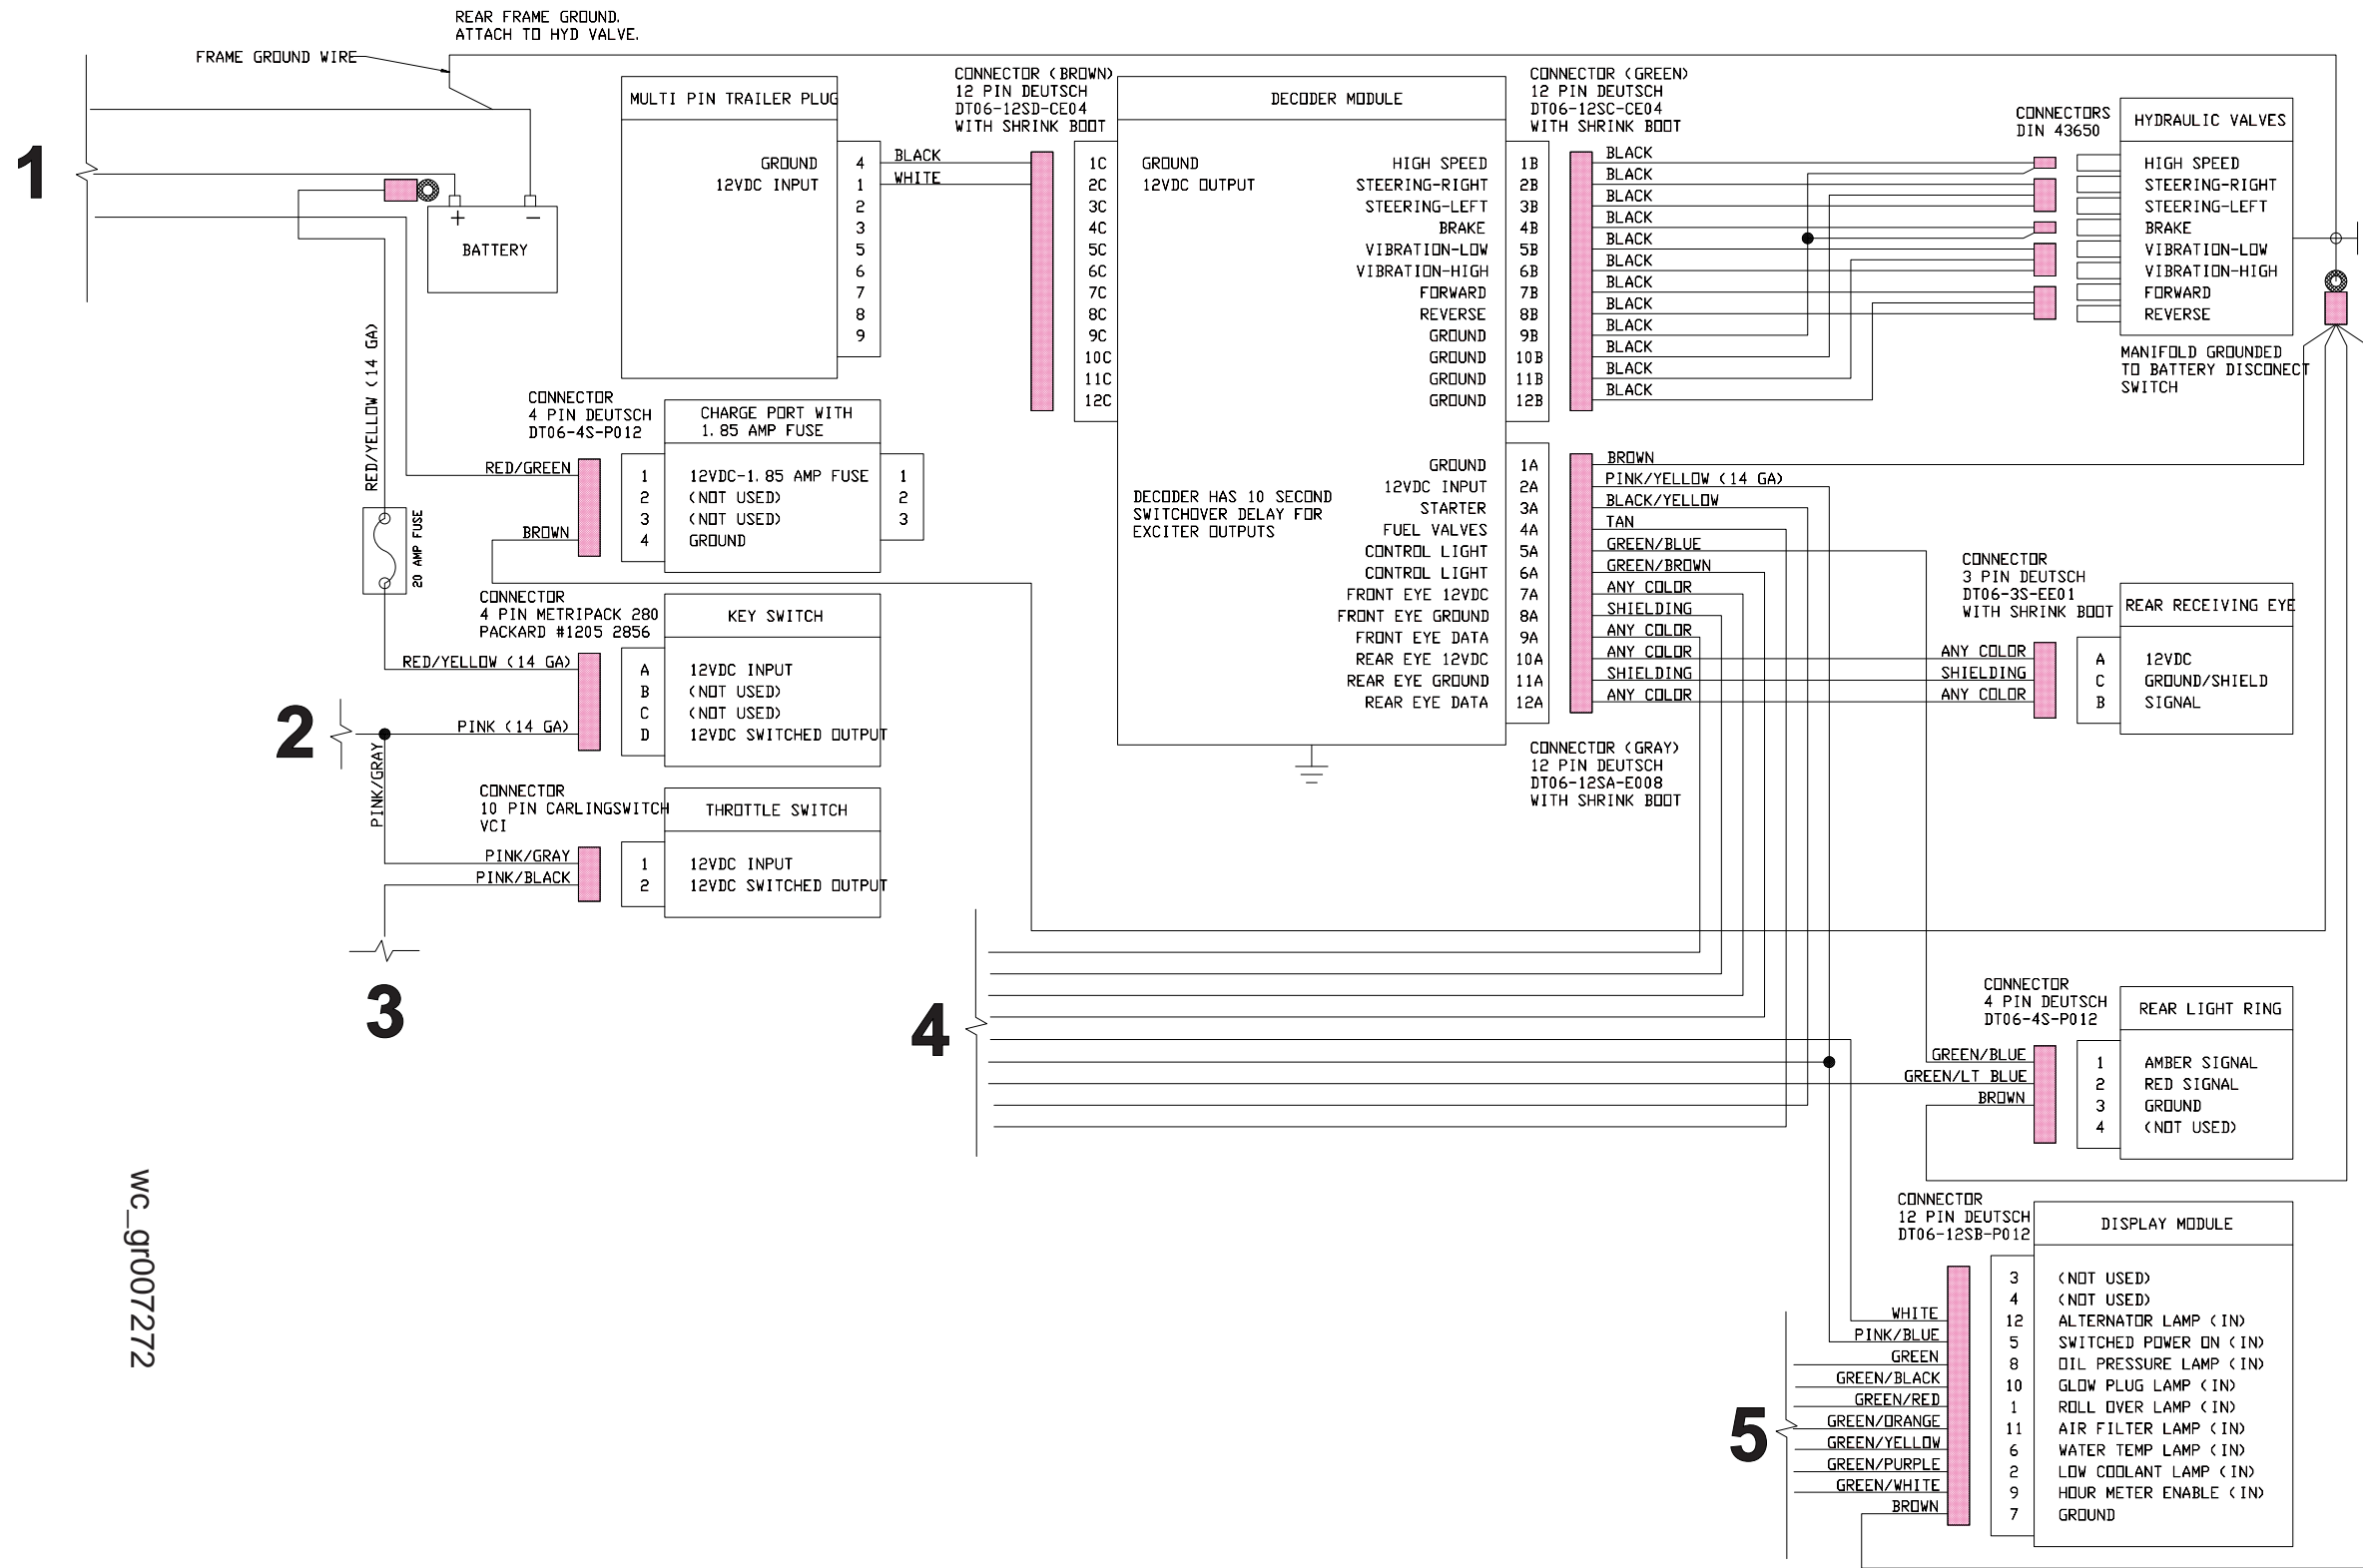 REAR FRAME GROUND.
ATTACH TO HYD VALVE.
FRAME GROUND WIRE
1
BATTERY
+
−
RED/YELLOW (14 GA)
20 AMP FUSE
MULTI PIN TRAILER PLUG
GROUND 4 BLACK
12VDC INPUT 1 WHITE
2
3
5
6
7
8
9
CONNECTOR (BROWN)
12 PIN DEUTSCH
DT06-12SD-CE04
WITH SHRINK BOOT
DECODER MODULE
1C GROUND
2C 12VDC OUTPUT
3C
4C
5C
6C
7C
8C
9C
10C
11C
12C
HIGH SPEED 1B BLACK
STEERING-RIGHT 2B BLACK
STEERING-LEFT 3B BLACK
BRAKE 4B BLACK
VIBRATION-LOW 5B BLACK
VIBRATION-HIGH 6B BLACK
FORWARD 7B BLACK
REVERSE 8B BLACK
GROUND 9B BLACK
GROUND 10B BLACK
GROUND 11B BLACK
GROUND 12B BLACK
CONNECTOR (GREEN)
12 PIN DEUTSCH
DT06-12SC-CE04
WITH SHRINK BOOT
CONNECTORS
DIN 43650
HYDRAULIC VALVES
HIGH SPEED
STEERING-RIGHT
STEERING-LEFT
BRAKE
VIBRATION-LOW
VIBRATION-HIGH
FORWARD
REVERSE
MANIFOLD GROUNDED
TO BATTERY DISCONECT
SWITCH
CONNECTOR
4 PIN DEUTSCH
DT06-4S-P012
CHARGE PORT WITH
1.85 AMP FUSE
RED/GREEN
BROWN
1 12VDC-1.85 AMP FUSE 1
2 (NOT USED) 2
3 (NOT USED) 3
4 GROUND
DECODER HAS 10 SECOND
SWITCHOVER DELAY FOR
EXCITER OUTPUTS
GROUND 1A BROWN
12VDC INPUT 2A PINK/YELLOW (14 GA)
STARTER 3A BLACK/YELLOW
FUEL VALVES 4A TAN
CONTROL LIGHT 5A GREEN/BLUE
CONTROL LIGHT 6A GREEN/BROWN
FRONT EYE 12VDC 7A ANY COLOR
FRONT EYE GROUND 8A SHIELDING
FRONT EYE DATA 9A ANY COLOR
REAR EYE 12VDC 10A ANY COLOR
REAR EYE GROUND 11A SHIELDING
REAR EYE DATA 12A ANY COLOR
CONNECTOR (GRAY)
12 PIN DEUTSCH
DT06-12SA-E008
WITH SHRINK BOOT
CONNECTOR
3 PIN DEUTSCH
DT06-3S-EE01
WITH SHRINK BOOT
REAR RECEIVING EYE
ANY COLOR A 12VDC
SHIELDING C GROUND/SHIELD
ANY COLOR B SIGNAL
CONNECTOR
4 PIN METRIPACK 280
PACKARD #1205 2856
KEY SWITCH
RED/YELLOW (14 GA)
A 12VDC INPUT
B (NOT USED)
C (NOT USED)
D 12VDC SWITCHED OUTPUT
2
PINK (14 GA)
PINK/GRAY
CONNECTOR
10 PIN CARLINGSWITCH
VCI
THROTTLE SWITCH
PINK/GRAY 1 12VDC INPUT
PINK/BLACK 2 12VDC SWITCHED OUTPUT
3
4
CONNECTOR
4 PIN DEUTSCH
DT06-4S-P012
REAR LIGHT RING
GREEN/BLUE 1 AMBER SIGNAL
GREEN/LT BLUE 2 RED SIGNAL
BROWN 3 GROUND
4 (NOT USED)
CONNECTOR
12 PIN DEUTSCH
DT06-12SB-P012
DISPLAY MODULE
3 (NOT USED)
4 (NOT USED)
WHITE 12 ALTERNATOR LAMP (IN)
PINK/BLUE 5 SWITCHED POWER ON (IN)
GREEN 8 OIL PRESSURE LAMP (IN)
GREEN/BLACK 10 GLOW PLUG LAMP (IN)
GREEN/RED 1 ROLL OVER LAMP (IN)
GREEN/ORANGE 11 AIR FILTER LAMP (IN)
GREEN/YELLOW 6 WATER TEMP LAMP (IN)
GREEN/PURPLE 2 LOW COOLANT LAMP (IN)
GREEN/WHITE 9 HOUR METER ENABLE (IN)
BROWN 7 GROUND
5
wc_gr007272